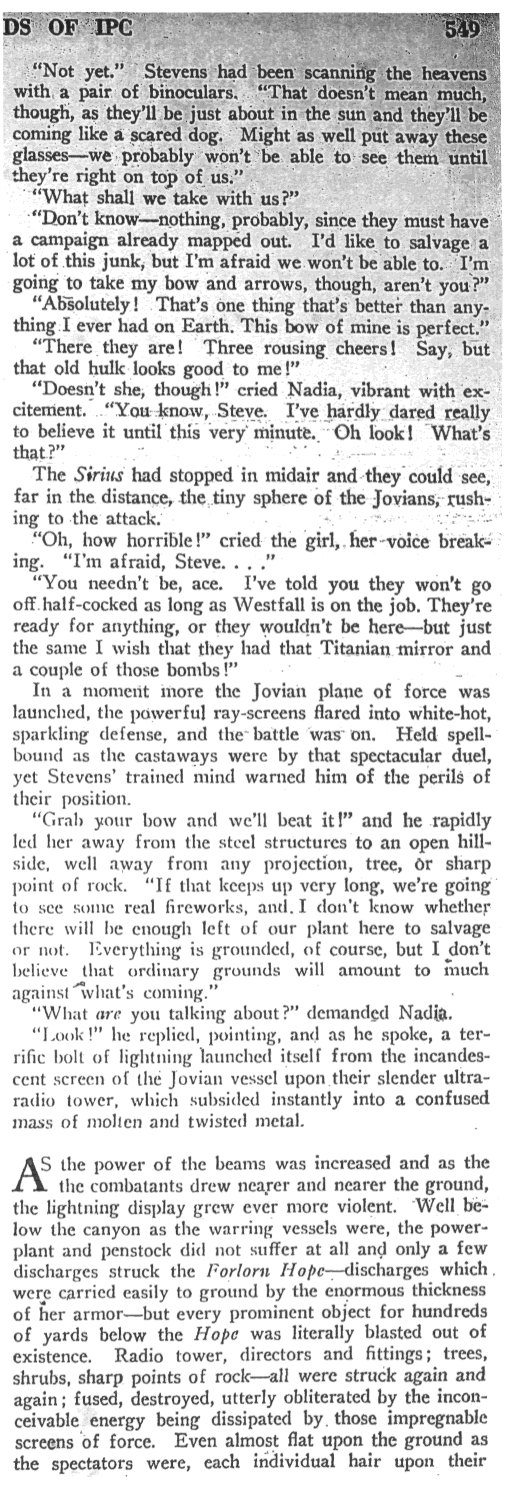 DS OF IPC 549
“Not yet.” Stevens had been scanning the heavens
with a pair of binoculars. “That doesn't mean much,
though, as they'll be just about in the sun and they'll be
coming like a scared dog. Might as well put away these
glasses—we probably won't be able to see them until
they're right on top of us.”
“What shall we take with us?”
“Don't know—nothing, probably, since they must have
a campaign already mapped out. I'd like to salvage a
lot of this junk, but I'm afraid we won't be able to. I'm
going to take my bow and arrows, though, aren't you?”
“Absolutely! That's one thing that's better than any-
thing I ever had on Earth. This bow of mine is perfect.”
“There they are! Three rousing cheers! Say, but
that old hulk looks good to me!”
“Doesn't she, though!” cried Nadia, vibrant with ex-
citement. “You know, Steve. I've hardly dared really
to believe it until this very minute. Oh look! What's
that?”
The Sirius had stopped in midair and they could see,
far in the distance, the tiny sphere of the Jovians, rush-
ing to the attack.
“Oh, how horrible!” cried the girl, her voice break-
ing. “I'm afraid, Steve. . . .”
“You needn't be, ace. I've told you they won't go
off half-cocked as long as Westfall is on the job. They're
ready for anything, or they wouldn't be here—but just
the same I wish that they had that Titanian mirror and
a couple of those bombs!”
In a moment more the Jovian plane of force was
launched, the powerful ray-screens flared into white-hot,
sparkling defense, and the battle was on. Held spell-
bound as the castaways were by that spectacular duel,
yet Stevens' trained mind warned him of the perils of
their position.
“Grab your bow and we'll beat it!” and he rapidly
led her away from the steel structures to an open hill-
side, well away from any projection, tree, or sharp
point of rock. “If that keeps up very long, we're going
to see some real fireworks, and I don't know whether
there will be enough left of our plant here to salvage
or not. Everything is grounded, of course, but I don't
believe that ordinary grounds will amount to much
against what's coming.”
“What are you talking about?” demanded Nadia.
“Look!” he replied, pointing, and as he spoke, a ter-
rific bolt of lightning launched itself from the incandes-
cent screen of the Jovian vessel upon their slender ultra-
radio tower, which subsided instantly into a confused
mass of molten and twisted metal.
AS the power of the beams was increased and as the
the combatants drew nearer and nearer the ground,
the lightning display grew ever more violent. Well be-
low the canyon as the warring vessels were, the power-
plant and penstock did not suffer at all and only a few
discharges struck the Forlorn Hope—discharges which
were carried easily to ground by the enormous thickness
of her armor—but every prominent object for hundreds
of yards below the Hope was literally blasted out of
existence. Radio tower, directors and fittings; trees,
shrubs, sharp points of rock—all were struck again and
again; fused, destroyed, utterly obliterated by the incon-
ceivable energy being dissipated by those impregnable
screens of force. Even almost flat upon the ground as
the spectators were, each individual hair upon their